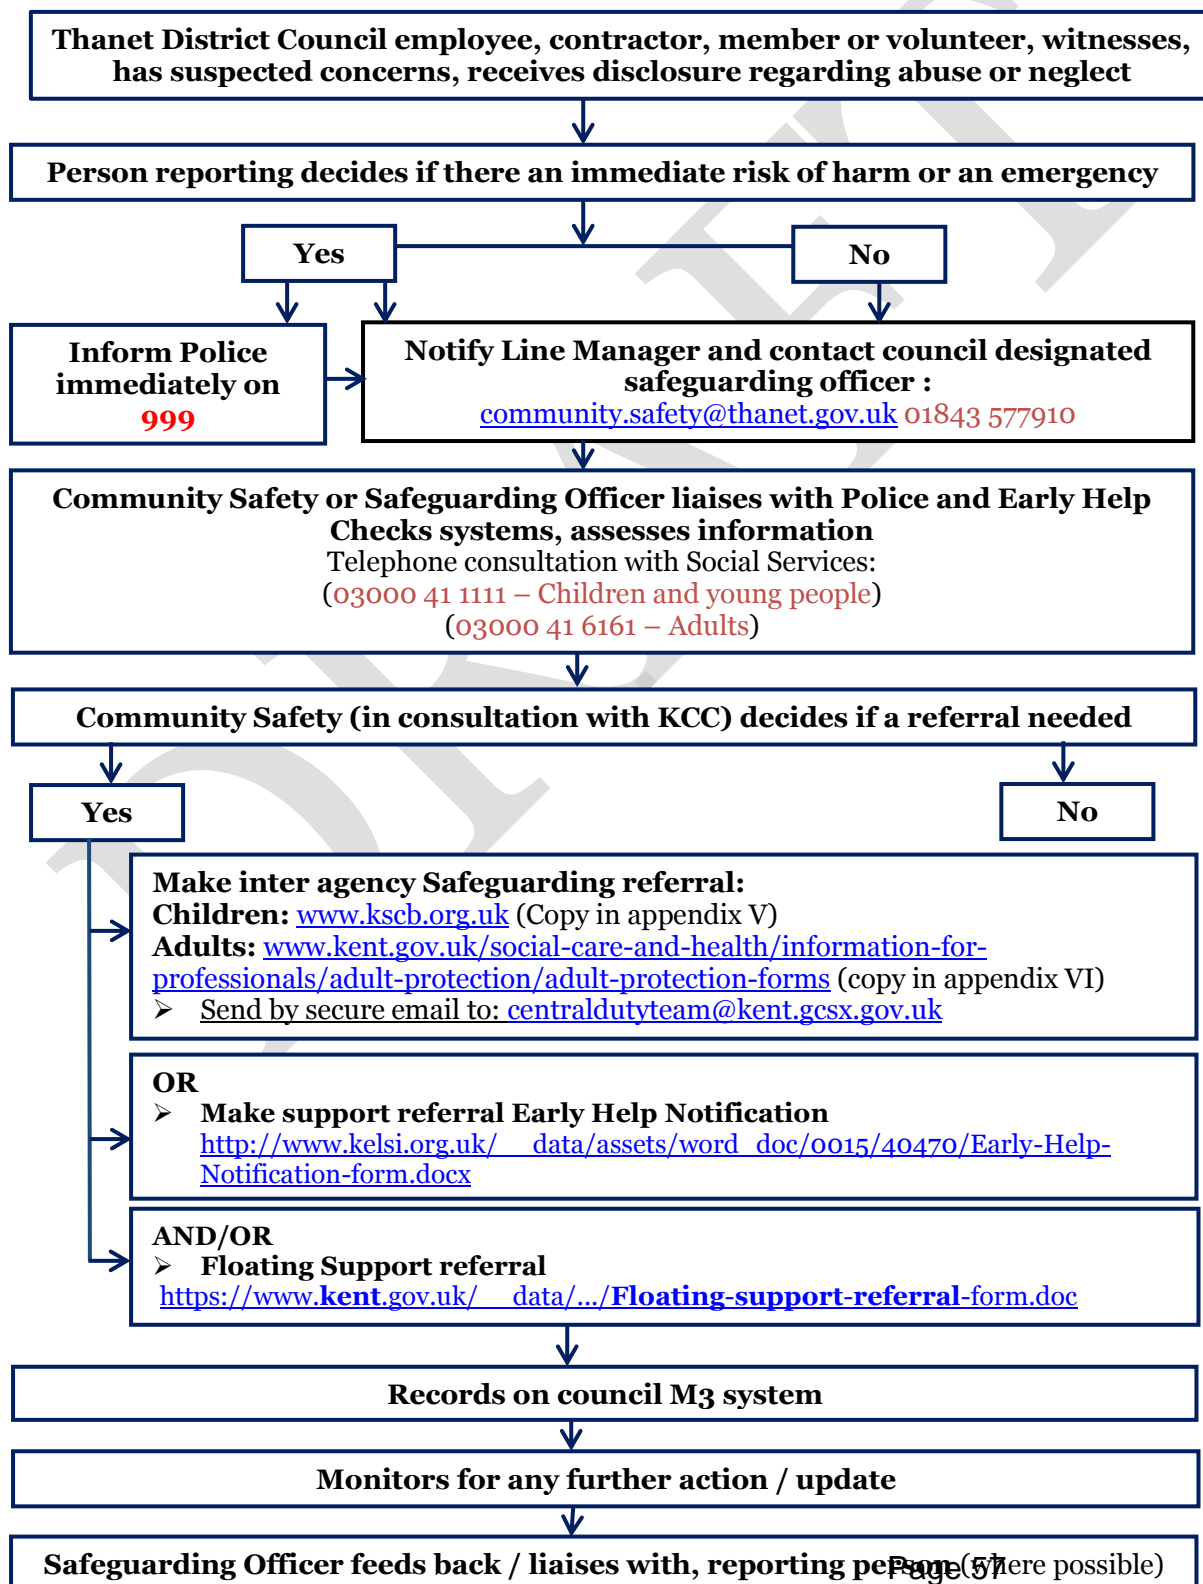 Thanet District Council employee, contractor, member or volunteer, witnesses,
has suspected concerns, receives disclosure regarding abuse or neglect
Person reporting decides if there an immediate risk of harm or an emergency
Yes
No
Inform Police
immediately on
999
Notify Line Manager and contact council designated
safeguarding officer :
community.safety@thanet.gov.uk 01843 577910
Community Safety or Safeguarding Officer liaises with Police and Early Help
Checks systems, assesses information
Telephone consultation with Social Services:
(03000 41 1111 – Children and young people)
(03000 41 6161 – Adults)
Community Safety (in consultation with KCC) decides if a referral needed
Yes
No
Make inter agency Safeguarding referral:
Children: www.kscb.org.uk (Copy in appendix V)
Adults: www.kent.gov.uk/social-care-and-health/information-for-
professionals/adult-protection/adult-protection-forms (copy in appendix VI)
➢ Send by secure email to: centraldutyteam@kent.gcsx.gov.uk
OR
➢ Make support referral Early Help Notification
http://www.kelsi.org.uk/__data/assets/word_doc/0015/40470/Early-Help-
Notification-form.docx
AND/OR
➢ Floating Support referral
https://www.kent.gov.uk/__data/.../Floating-support-referral-form.doc
Records on council M3 system
Monitors for any further action / update
Safeguarding Officer feeds back / liaises with, reporting person (where possible)
Page 57
DRAFT